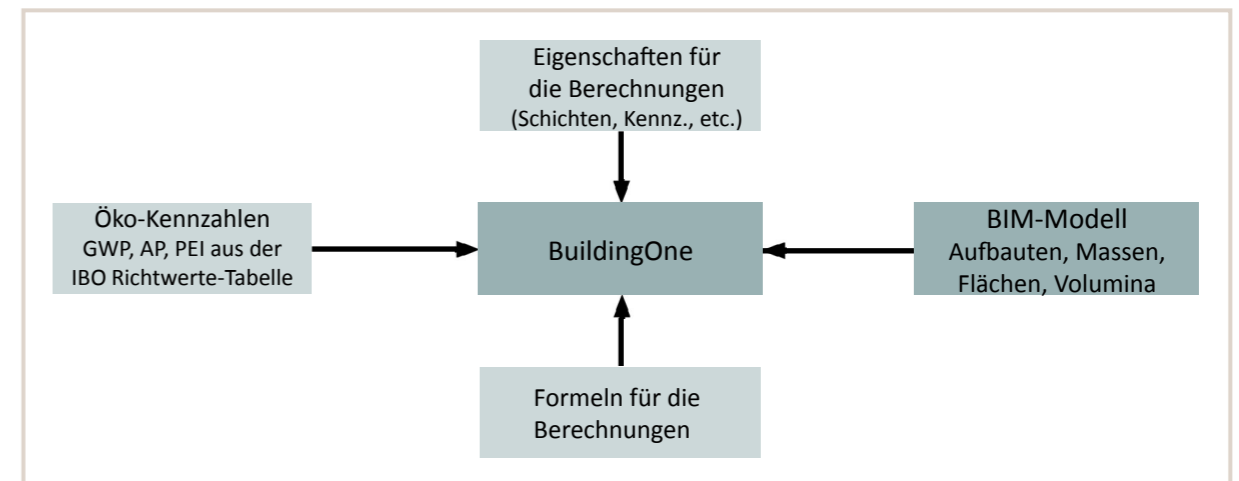 Eigenschaften für
die Berechnungen
(Schichten, Kennz., etc.)
Öko-Kennzahlen
GWP, AP, PEI aus der
IBO Richtwerte-Tabelle
BuildingOne
BIM-Modell
Aufbauten, Massen,
Flächen, Volumina
Formeln für die
Berechnungen